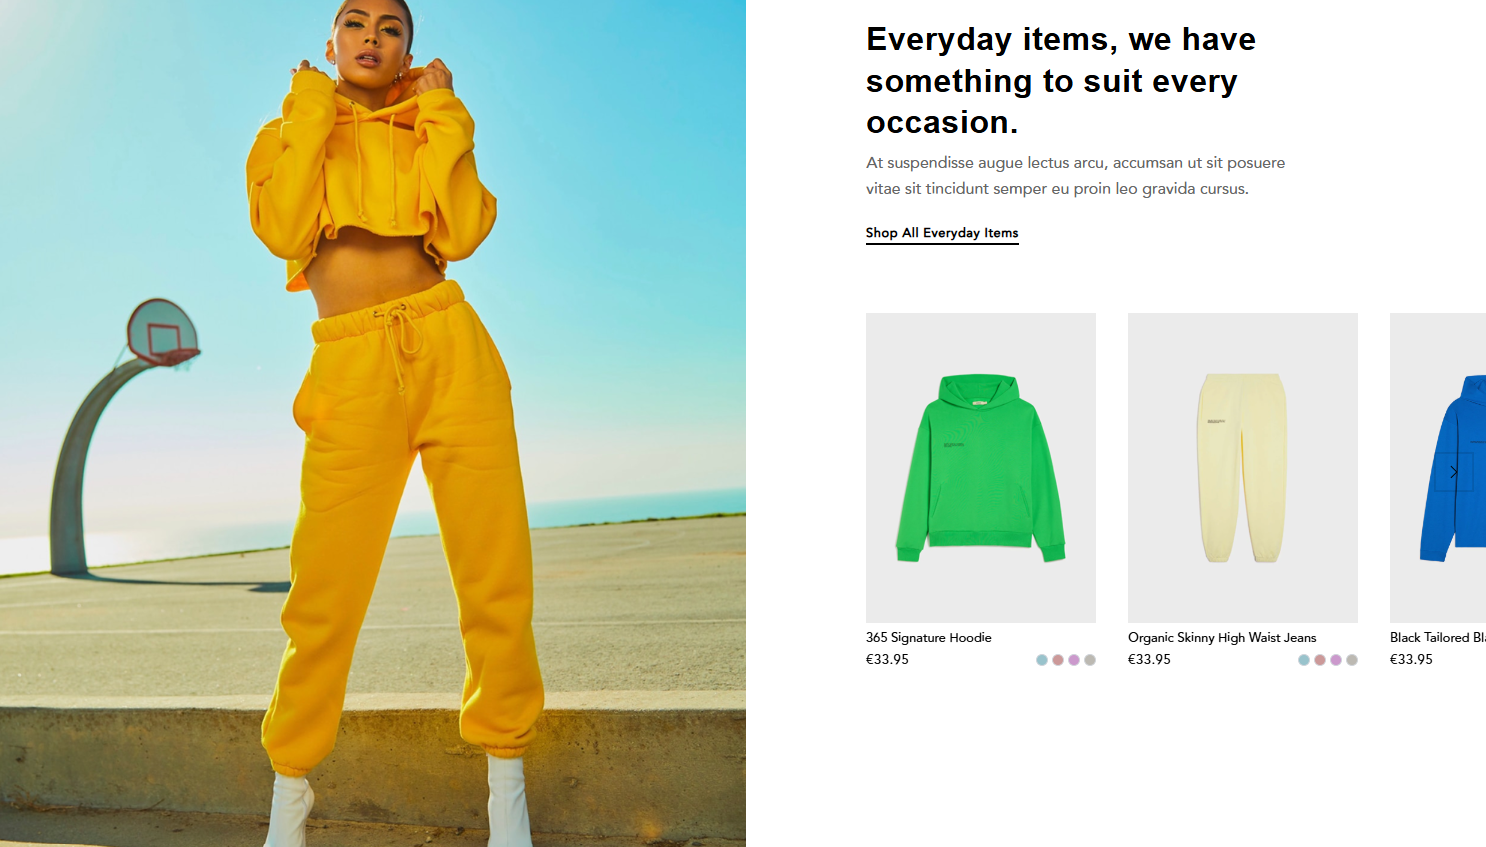 Everyday items, we have
something to suit every
occasion.
At suspendisse augue lectus arcu, accumsan ut sit posuere
vitae sit tincidunt semper eu proin leo gravida cursus.
Shop All Everyday Items
365 Signature Hoodie
€33.95
Organic Skinny High Waist Jeans
€33.95
Black Tailored
€33.95